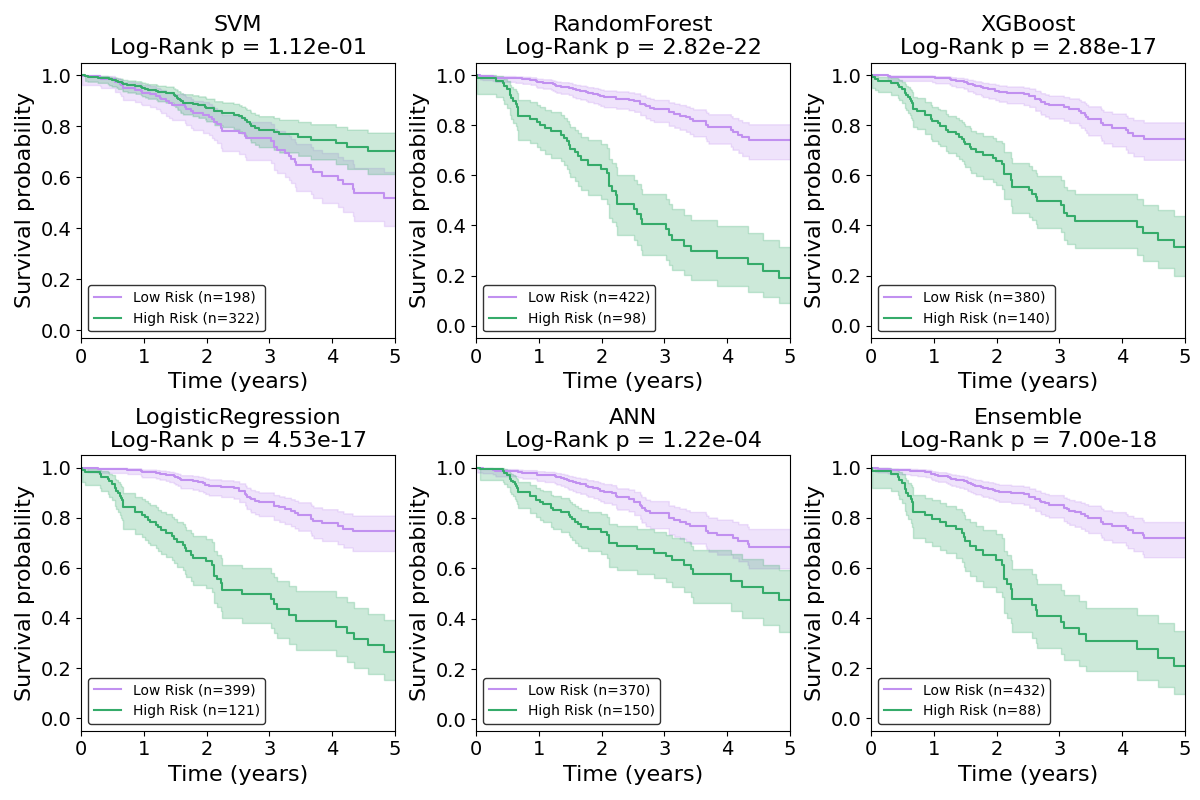 SVM
Log-Rank p = 1.12e-01
Survival probability
1.0
0.8
0.6
0.4
0.2
0.0
Low Risk (n=198)
High Risk (n=322)
0 1 2 3 4 5
Time (years)
RandomForest
Log-Rank p = 2.82e-22
Survival probability
1.0
0.8
0.6
0.4
0.2
0.0
Low Risk (n=422)
High Risk (n=98)
0 1 2 3 4 5
Time (years)
XGBoost
Log-Rank p = 2.88e-17
Survival probability
1.0
0.8
0.6
0.4
0.2
0.0
Low Risk (n=380)
High Risk (n=140)
0 1 2 3 4 5
Time (years)
LogisticRegression
Log-Rank p = 4.53e-17
Survival probability
1.0
0.8
0.6
0.4
0.2
0.0
Low Risk (n=399)
High Risk (n=121)
0 1 2 3 4 5
Time (years)
ANN
Log-Rank p = 1.22e-04
Survival probability
1.0
0.8
0.6
0.4
0.2
0.0
Low Risk (n=370)
High Risk (n=150)
0 1 2 3 4 5
Time (years)
Ensemble
Log-Rank p = 7.00e-18
Survival probability
1.0
0.8
0.6
0.4
0.2
0.0
Low Risk (n=432)
High Risk (n=88)
0 1 2 3 4 5
Time (years)